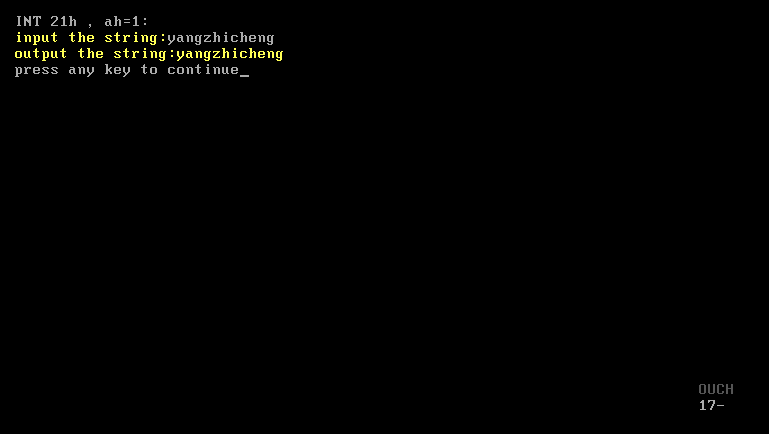 INT 21h , ah=1:
input the string:yangzhicheng
output the string:yangzhicheng
press any key to continue_
OUCH
17-